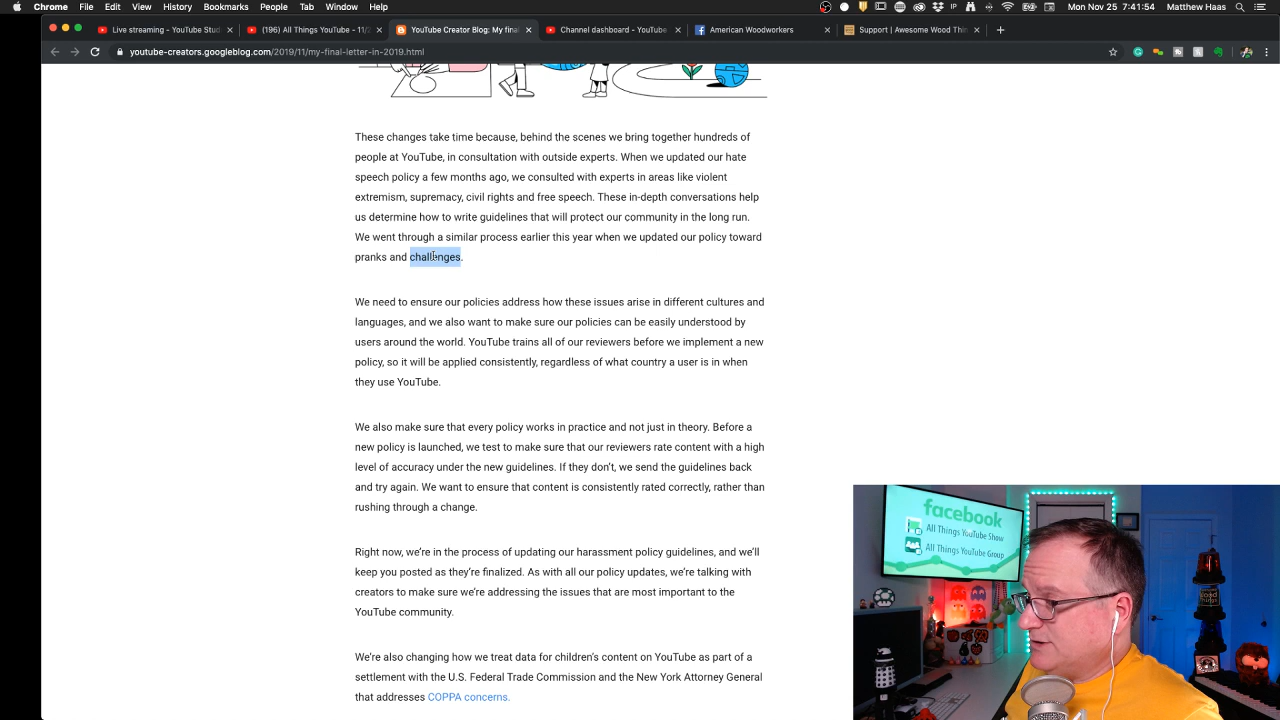 Chrome File Edit View History Bookmarks People Tab Window Help
Thu Nov 21 17:11:54
Live streaming - YouTube Stu
(196) All Things YouTube - 11/2
YouTube Creator Blog: My fina
Channel dashboard - YouTube
American Woodworkers
Support | Awesome Wood Thi
youtube-creators.googleblog.com/2019/11/my-final-letter-in-2019.html
These changes take time because, behind the scenes we bring together hundreds of
people at YouTube, in consultation with outside experts. When we updated our hate
speech policy a few months ago, we consulted with experts in areas like violent
extremism, supremacy, civil rights and free speech. These in-depth conversations help
us determine how to write guidelines that will protect our community in the long run.
We went through a similar process earlier this year when we updated our policy toward
pranks and challenges.
We need to ensure our policies address how these issues arise in different cultures and
languages, and we also want to make sure our policies can be easily understood by
users around the world. YouTube trains all of our reviewers before we implement a new
policy, so it will be applied consistently, regardless of what country a user is in when
they use YouTube.
We also make sure that every policy works in practice and not just in theory. Before a
new policy is launched, we test to make sure that our reviewers rate content with a high
level of accuracy under the new guidelines. If they don't, we send the guidelines back
and try again. We want to ensure that content is consistently rated correctly, rather than
rushing through a change.
Right now, we're in the process of updating our harassment policy guidelines, and we'll
keep you posted as they're finalized. As with all our policy updates, we're talking with
creators to make sure we're addressing the issues that are most important to the
YouTube community.
We're also changing how we treat data for children's content on YouTube as part of a
settlement with the U.S. Federal Trade Commission and the New York Attorney General
that addresses COPPA concerns.
facebook
All Things YouTube Show
All Things YouTube Group